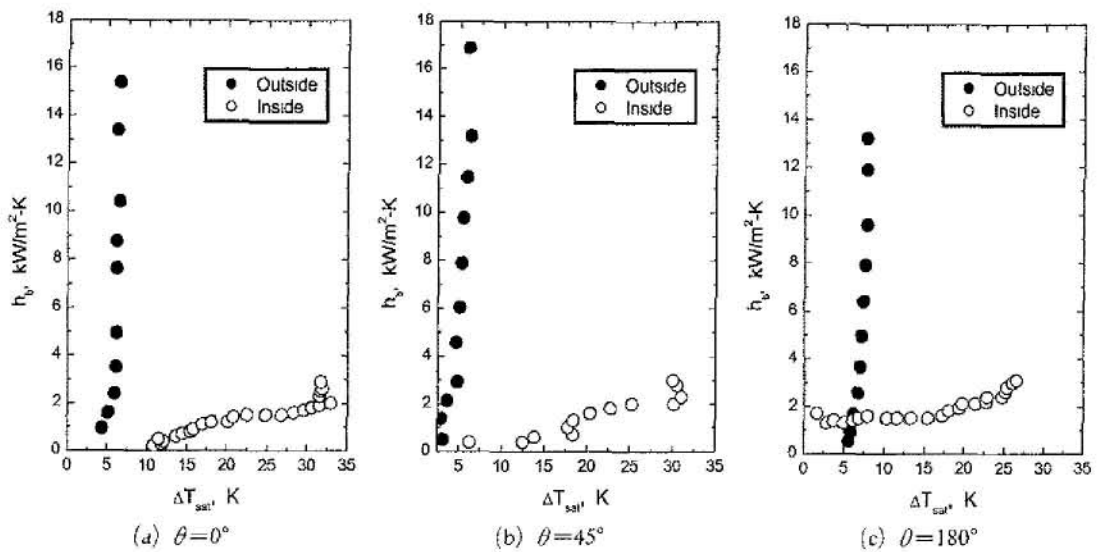 18
16
14
12
10
8
6
4
2
0
h_b, kW/m²-K
Outside
Inside
0 5 10 15 20 25 30 35
ΔT_sat, K
(a) θ=0°
18
16
14
12
10
8
6
4
2
0
h_b, kW/m²-K
Outside
Inside
5 10 15 20 25 30 35
ΔT_sat, K
(b) θ=45°
18
16
14
12
10
8
6
4
2
0
h_b, kW/m²-K
Outside
Inside
0 5 10 15 20 25 30 35
ΔT_sat, K
(c) θ=180°